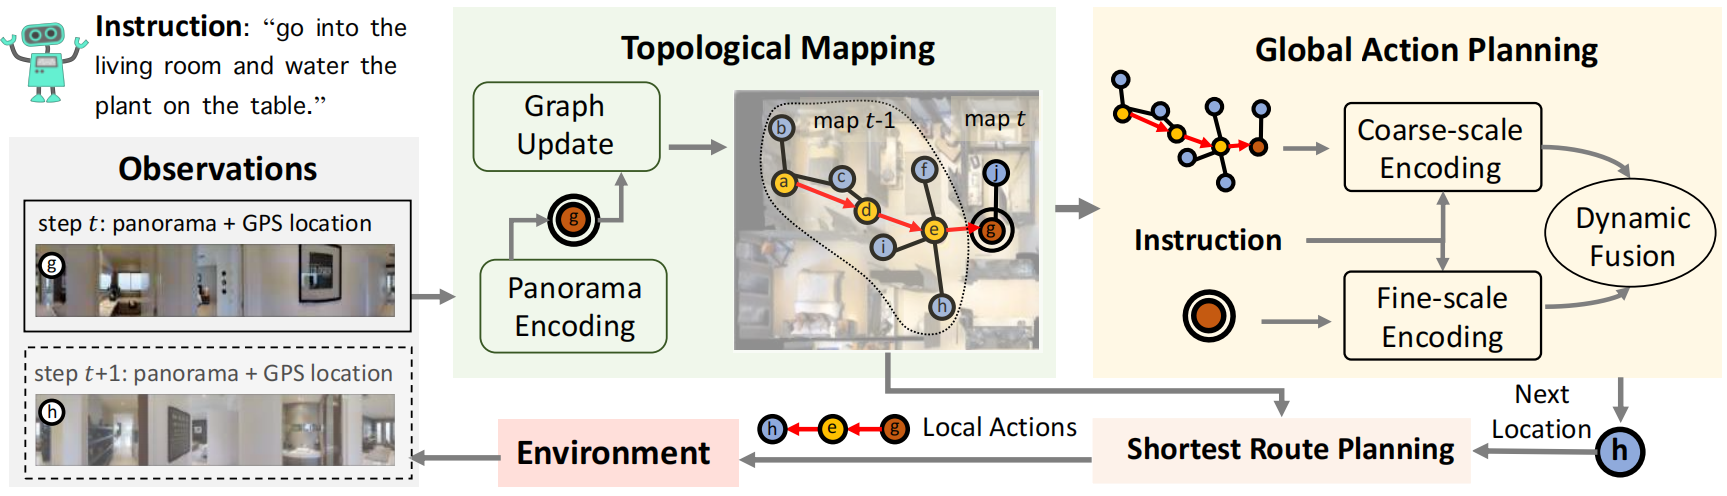 Instruction: “go into the
living room and water the
plant on the table.”
Observations
step t: panorama + GPS location
g
step t+1: panorama + GPS location
h
Topological Mapping
Graph
Update
g
Panorama
Encoding
map t-1
map t
b
a
c
d
f
e
i
h
j
g
Global Action Planning
Coarse-scale
Encoding
Instruction
Fine-scale
Encoding
Dynamic
Fusion
Next
Location
h
Shortest Route Planning
h
e
g
Local Actions
Environment